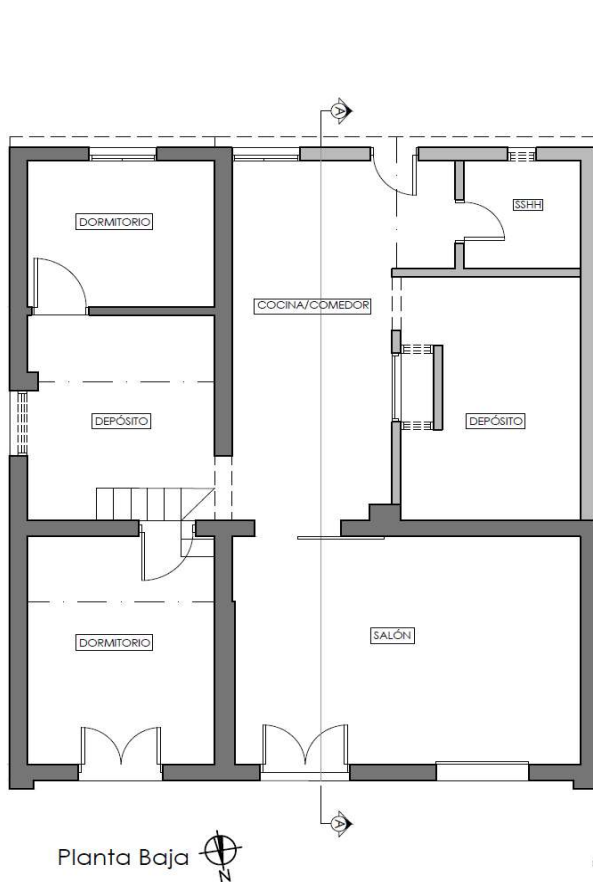 A
DORMITORIO
SSHH
COCINA/COMEDOR
DEPÓSITO
DEPÓSITO
DORMITORIO
SALÓN
A
Planta Baja
N